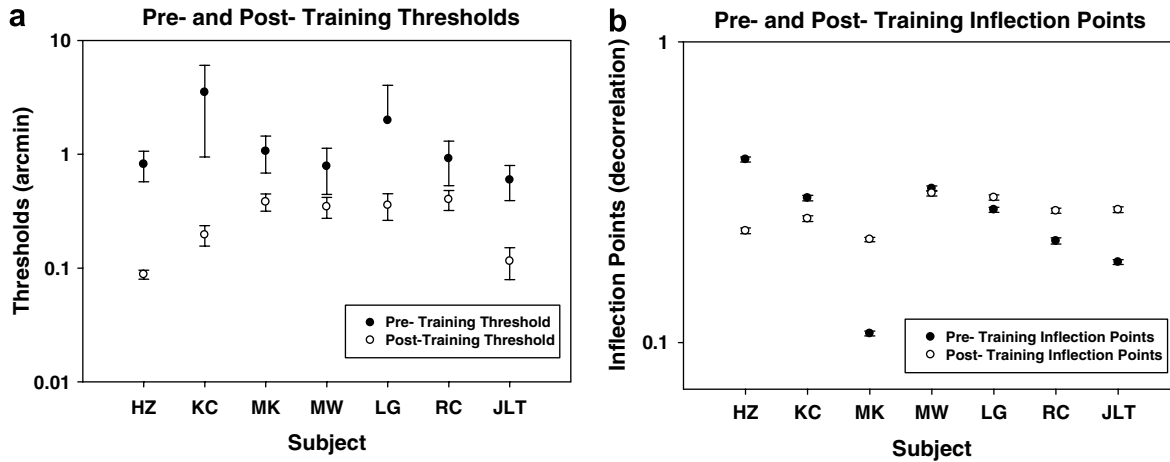 a
Pre- and Post- Training Thresholds
Thresholds (arcmin)
10
1
0.1
0.01
Pre- Training Threshold
Post-Training Threshold
HZ KC MK MW LG RC JLT
Subject
b
Pre- and Post- Training Inflection Points
Inflection Points (decorrelation)
1
0.1
Pre- Training Inflection Points
Post- Training Inflection Points
HZ KC MK MW LG RC JLT
Subject